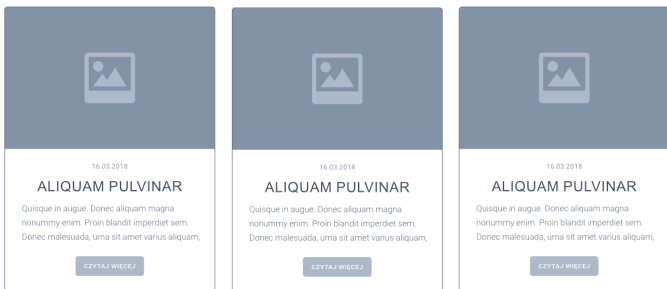 16.03.2018
ALIQUAM PULVINAR
Quisque in augue. Donec aliquam magna
nonummy enim. Proin blandit imperdiet sem.
Donec malesuada, urna sit amet varius aliquam,
CZYTAJ WIĘCEJ
16.03.2018
ALIQUAM PULVINAR
Quisque in augue. Donec aliquam magna
nonummy enim. Proin blandit imperdiet sem.
Donec malesuada, urna sit amet varius aliquam,
CZYTAJ WIĘCEJ
16.03.2018
ALIQUAM PULVINAR
Quisque in augue. Donec aliquam magna
nonummy enim. Proin blandit imperdiet sem.
Donec malesuada, urna sit amet varius aliquam,
CZYTAJ WIĘCEJ